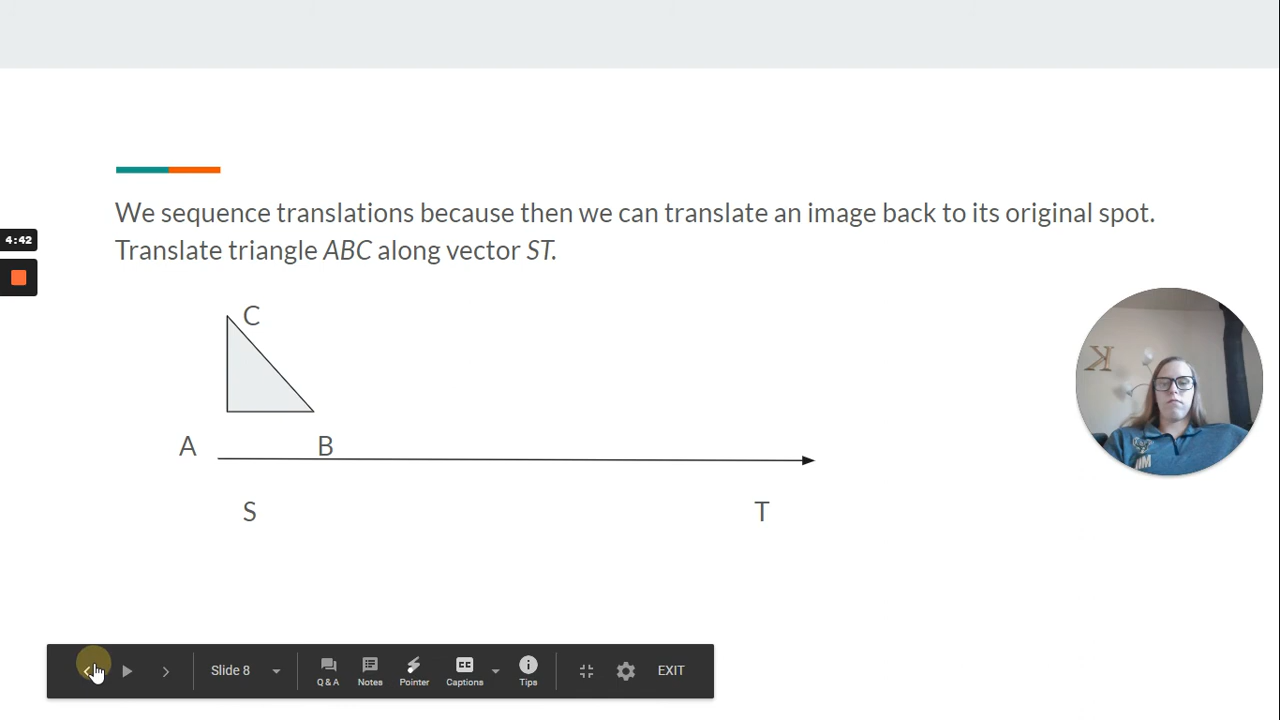 We sequence translations because then we can translate an image back to its original spot.
Translate triangle ABC along vector ST.
4:42
C
K
A
B
S
T
Slide 8
Q & A
Notes
Pointer
CC
Captions
Tips
EXIT